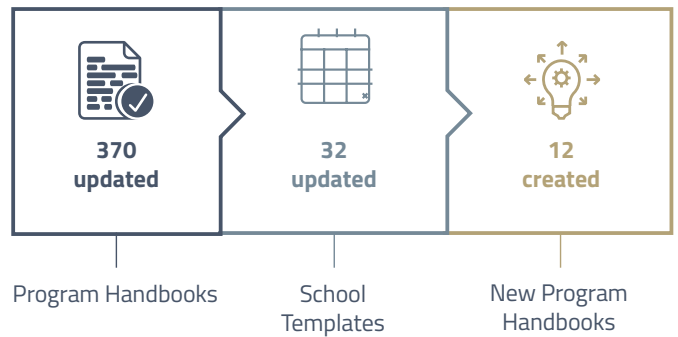 370
updated
32
updated
12
created
Program Handbooks
School
Templates
New Program
Handbooks